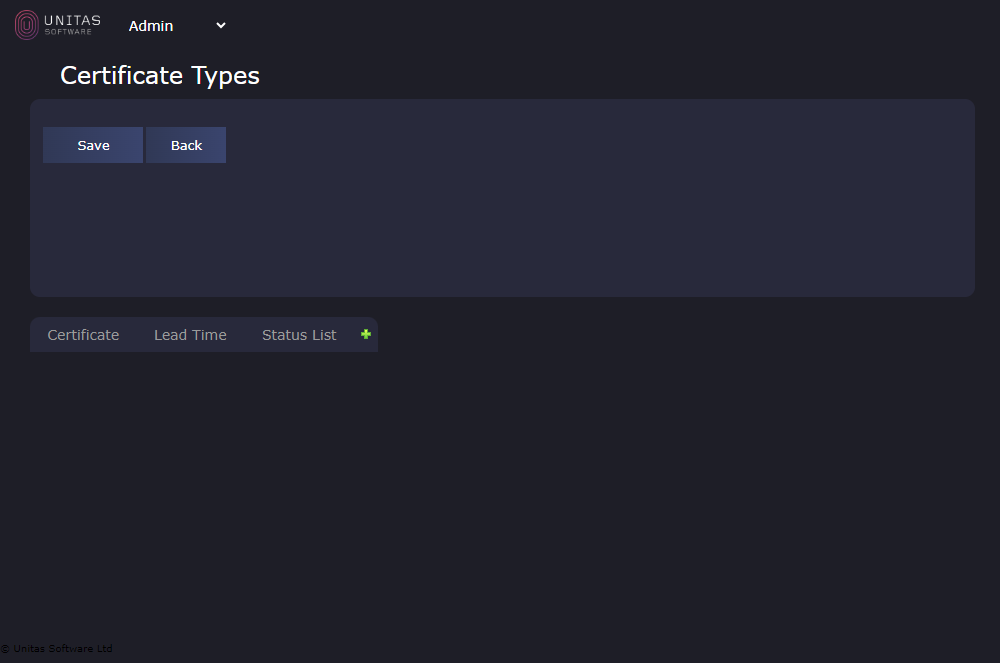 UNITAS
SOFTWARE
Admin
Certificate Types
Save Back
Certificate Lead Time Status List
© Unitas Software Ltd